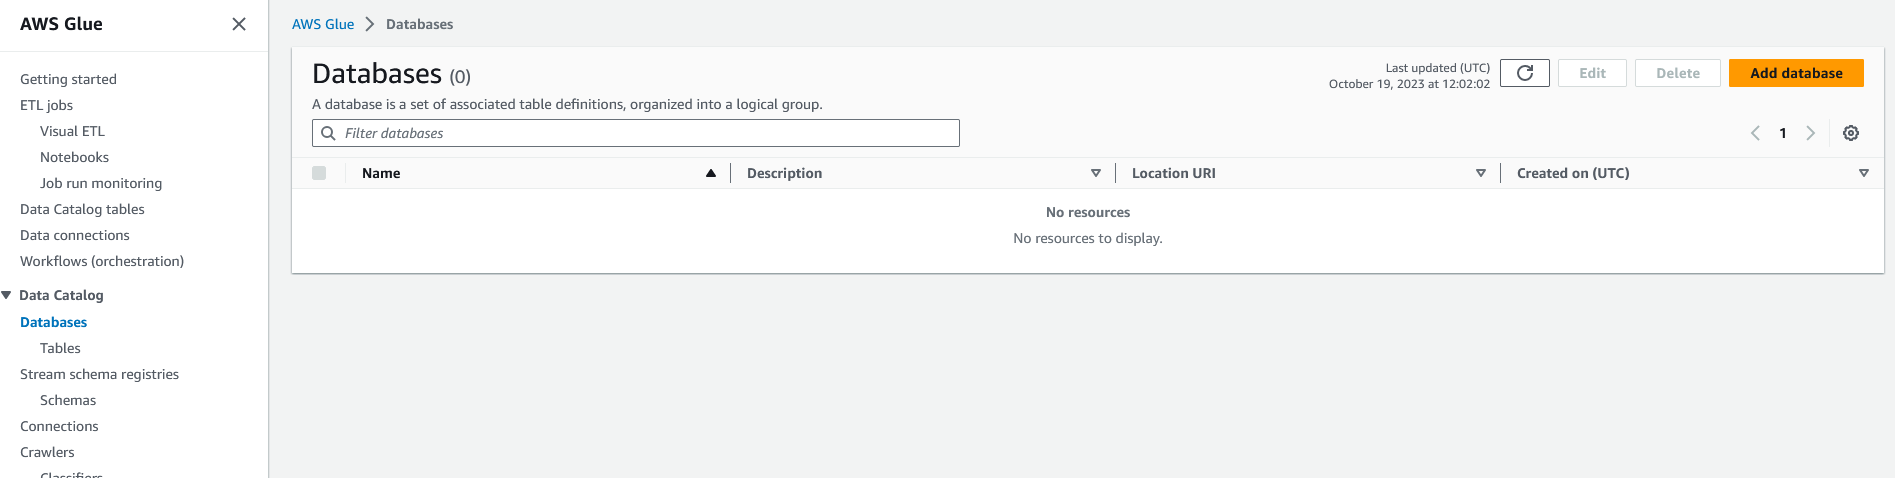 AWS Glue
Getting started
ETL jobs
Visual ETL
Notebooks
Job run monitoring
Data Catalog tables
Data connections
Workflows (orchestration)
Data Catalog
Databases
Tables
Stream schema registries
Schemas
Connections
Crawlers
Classifiers
AWS Glue > Databases
Databases (0)
A database is a set of associated table definitions, organized into a logical group.
Last updated (UTC)
October 19, 2023 at 12:02:02
Edit Delete Add database
Filter databases
1
Name Description Location URI Created on (UTC)
No resources
No resources to display.